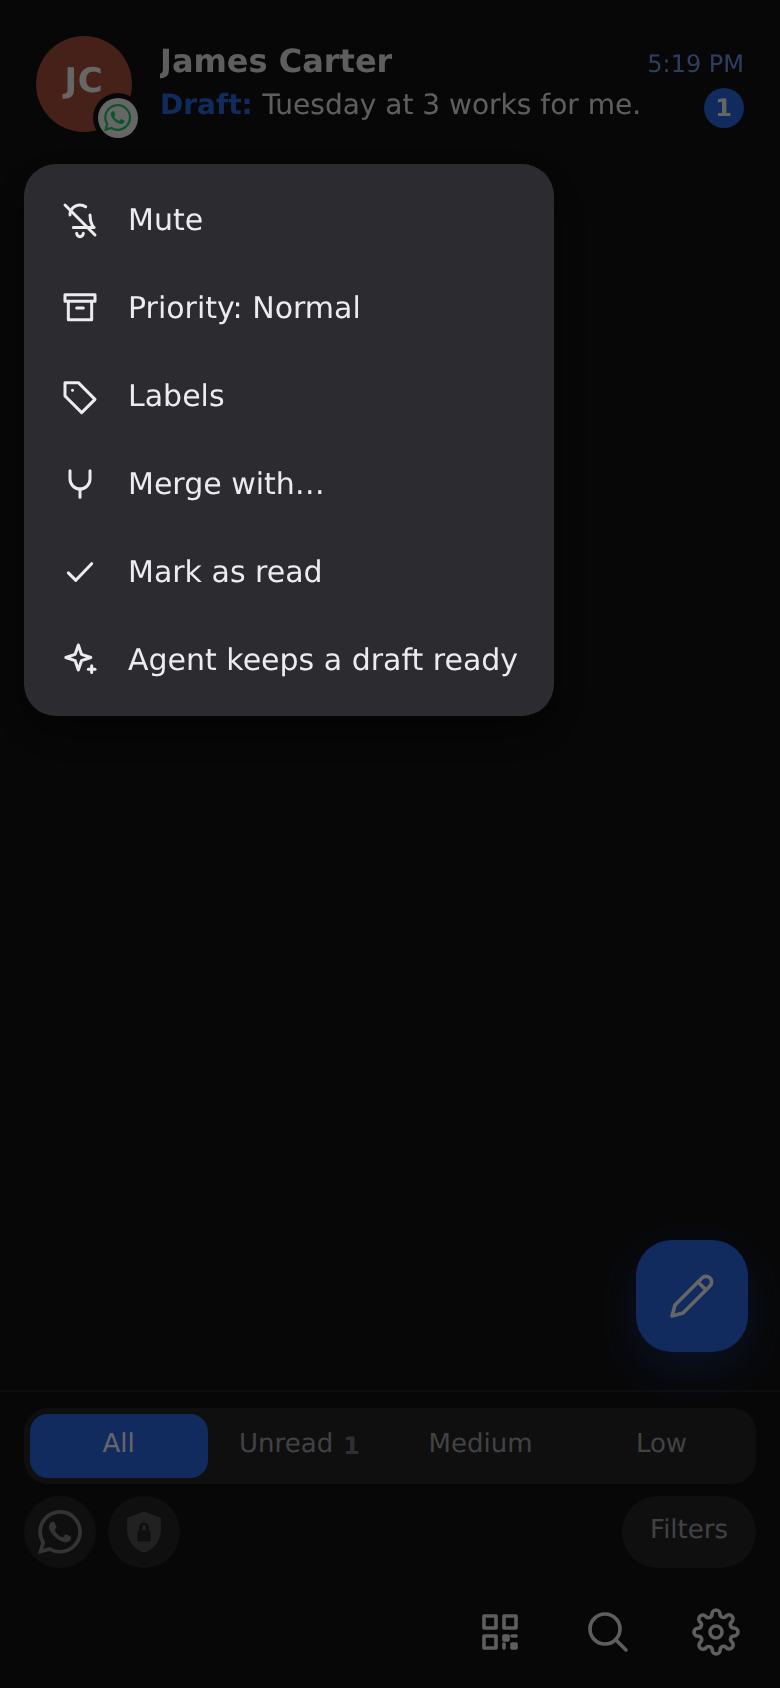 JC
James Carter
5:19 PM
Draft: Tuesday at 3 works for me.
1
Mute
Priority: Normal
Labels
Merge with...
Mark as read
Agent keeps a draft ready
All
Unread 1
Medium
Low
Filters